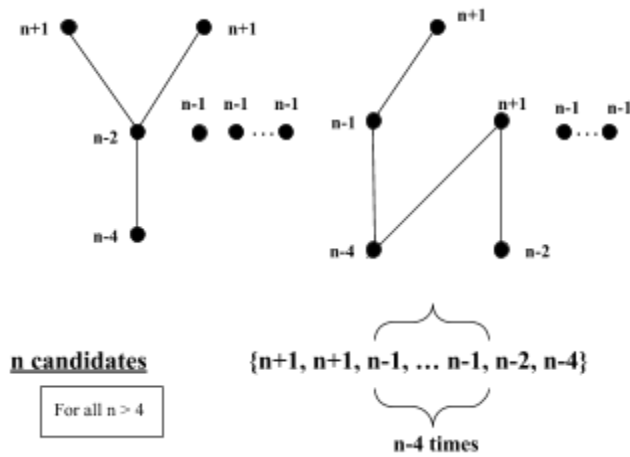 n+1 n+1 n+1
n-1 n-1 n-1 n-1 n+1 n-1 n-1
n-2 ... ...
n-4 n-4 n-2
n candidates {n+1, n+1, n-1, ... n-1, n-2, n-4}
For all n > 4
n-4 times